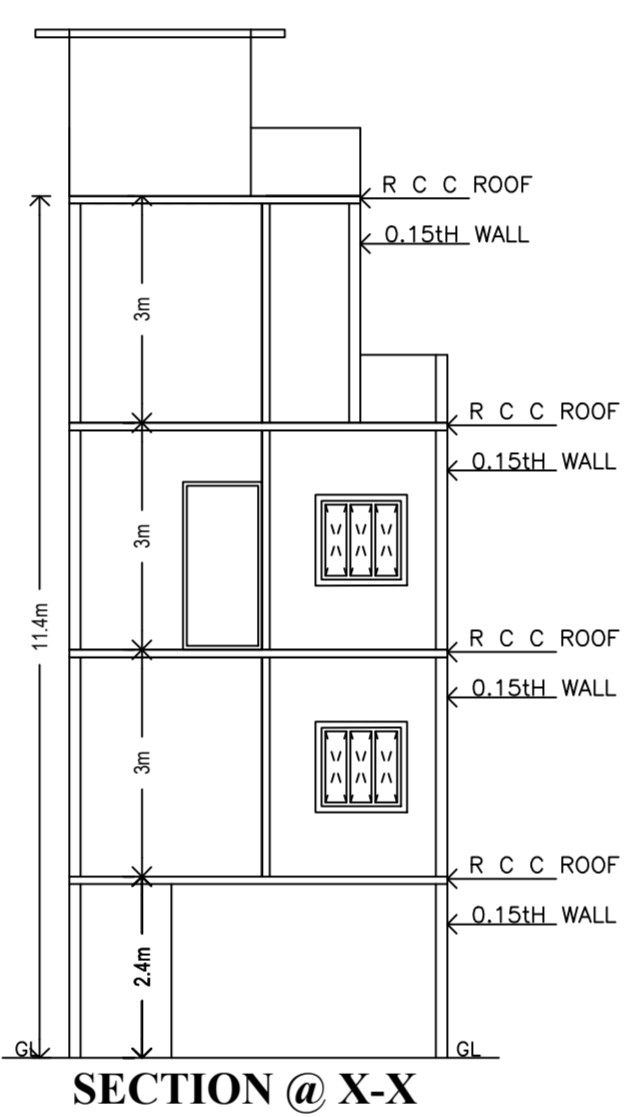 R C C ROOF
0.15tH WALL
3m
R C C ROOF
0.15tH WALL
3m
11.4m
R C C ROOF
0.15tH WALL
3m
R C C ROOF
0.15tH WALL
2.4m
GL
GL
SECTION @ X-X